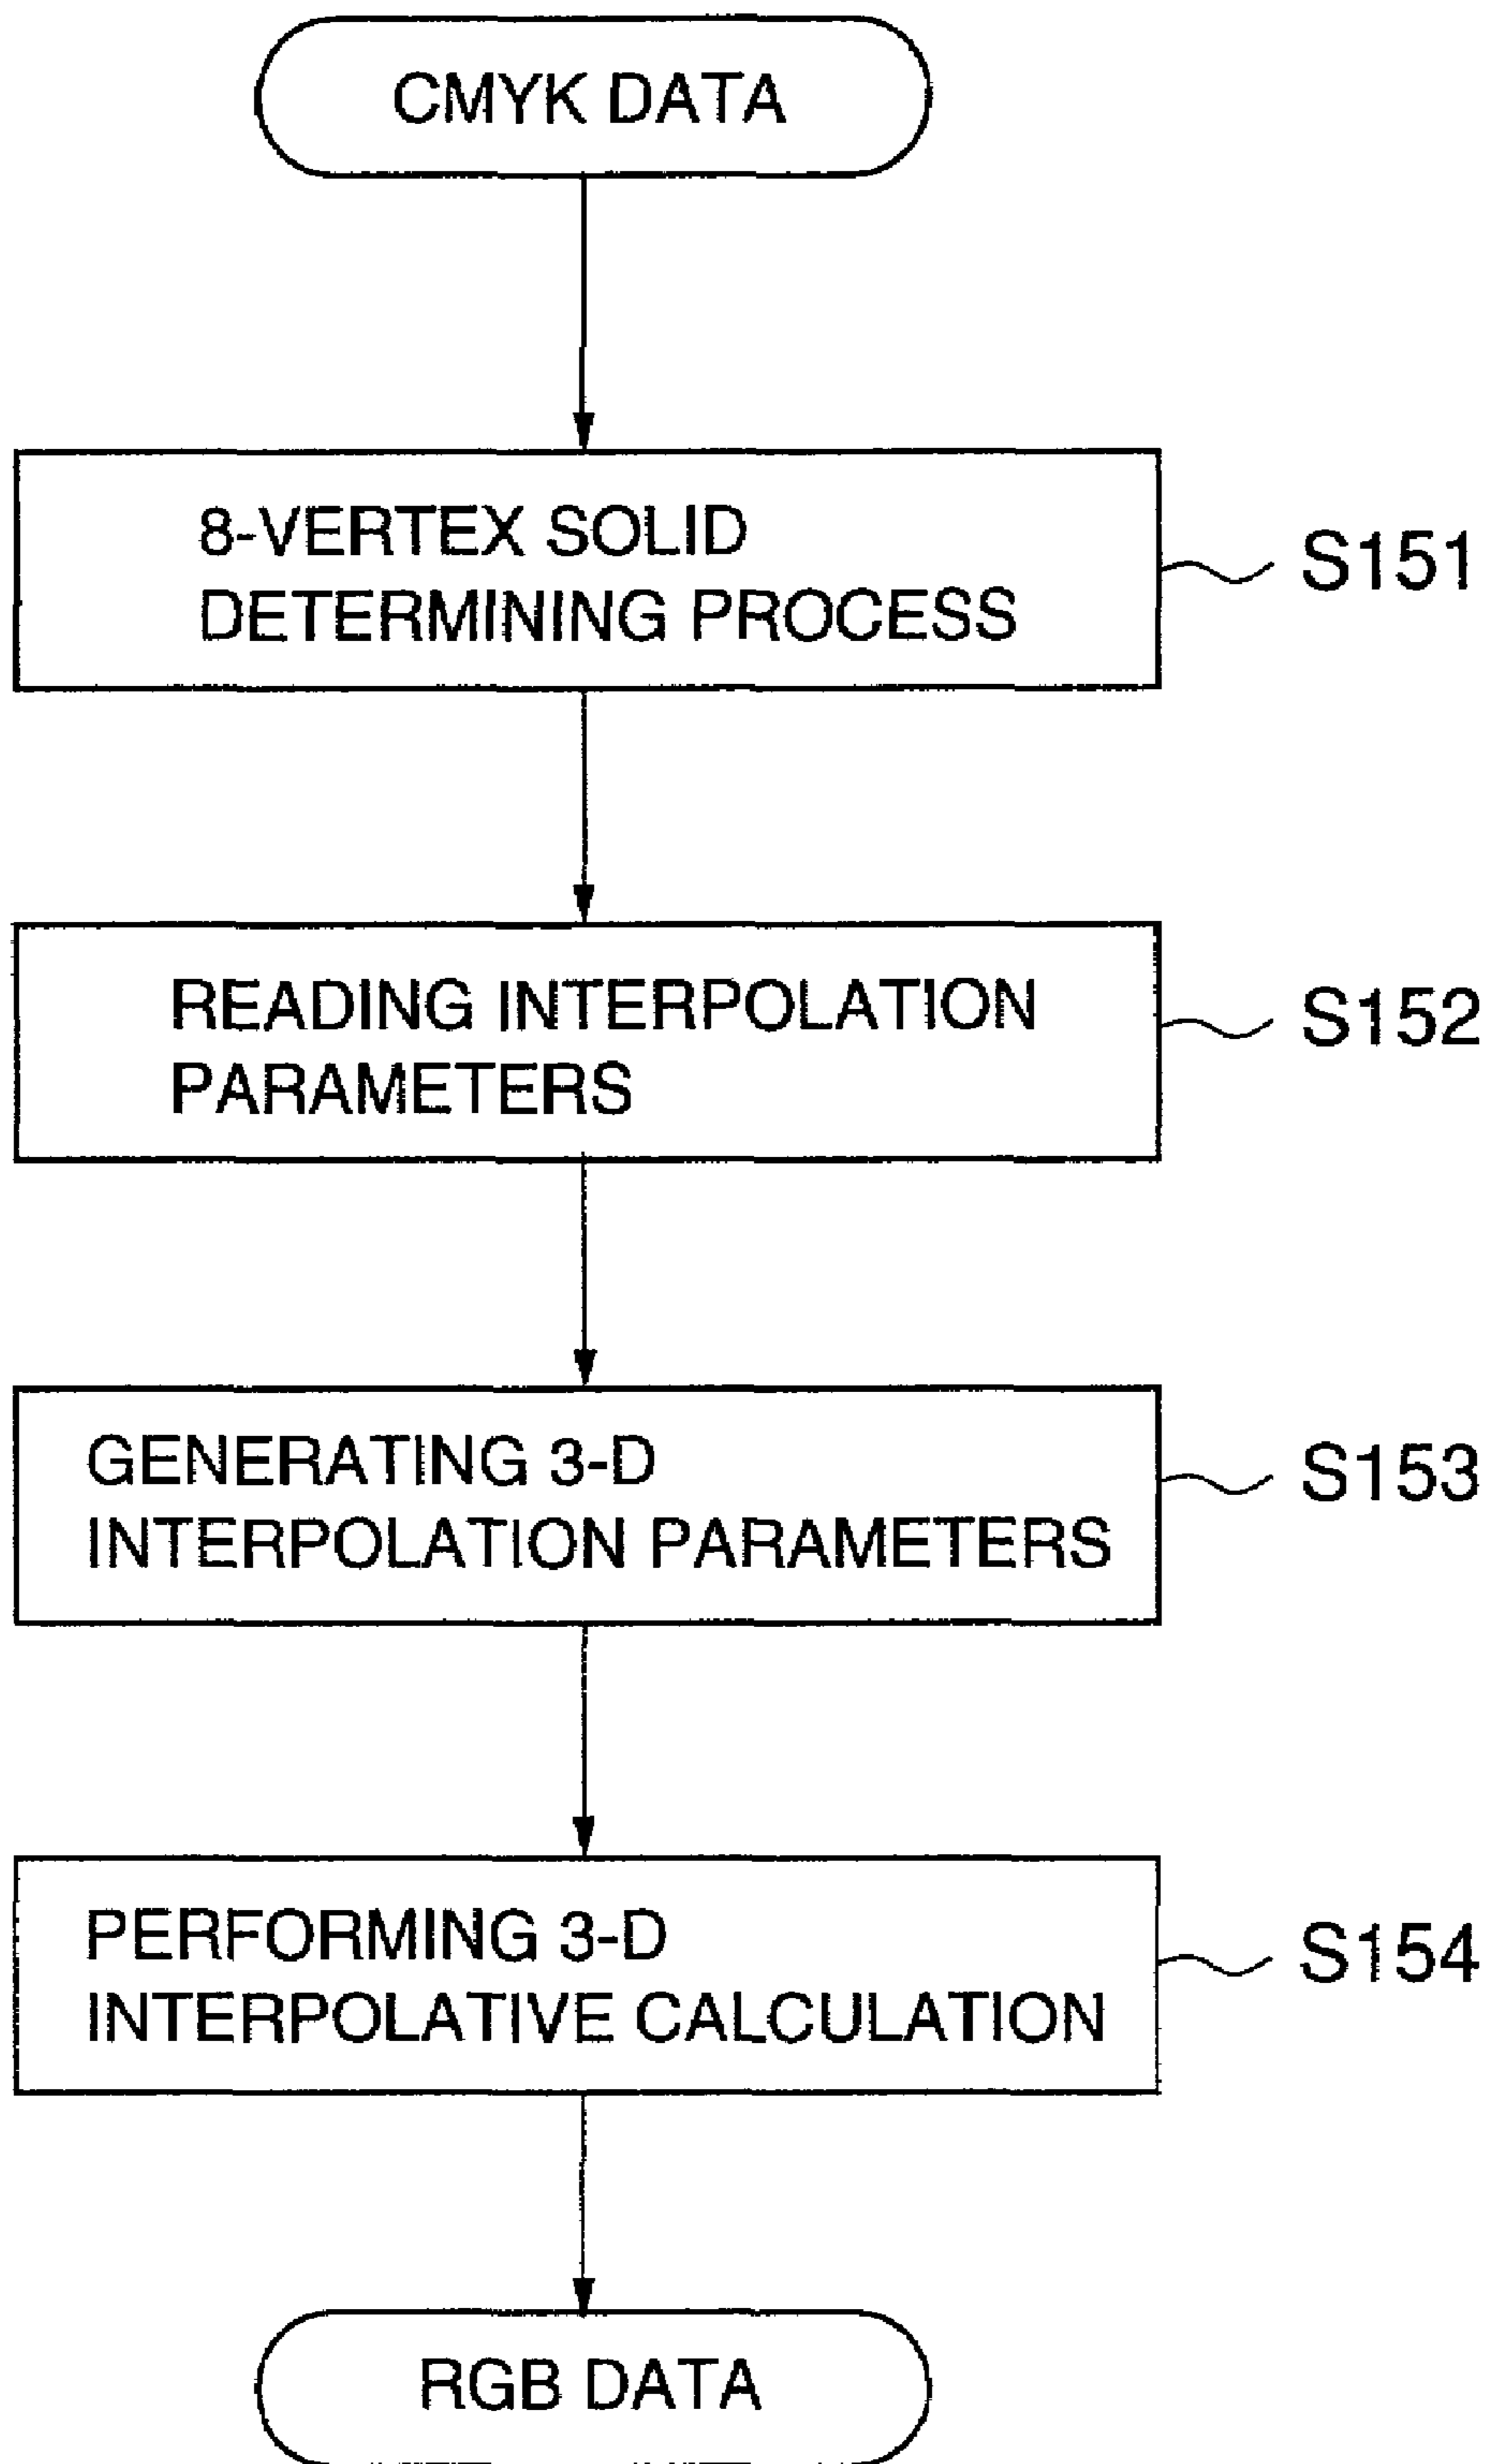 CMYK DATA
8-VERTEX SOLID
DETERMINING PROCESS
S151
READING INTERPOLATION
PARAMETERS
S152
GENERATING 3-D
INTERPOLATION PARAMETERS
S153
PERFORMING 3-D
INTERPOLATIVE CALCULATION
S154
RGB DATA